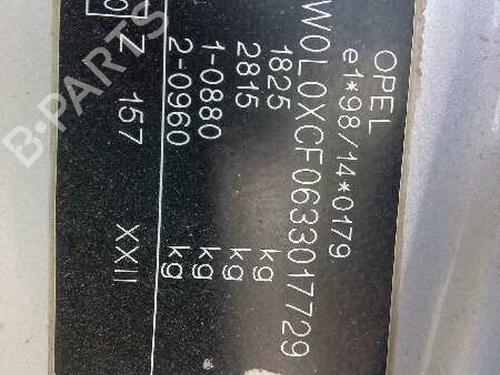 OPEL
e1*98/14*0179
W0L0XCF0633017729
1825 kg
2815 kg
1-0880 kg
2-0960 kg
Z 157 XXII
B-PARTS